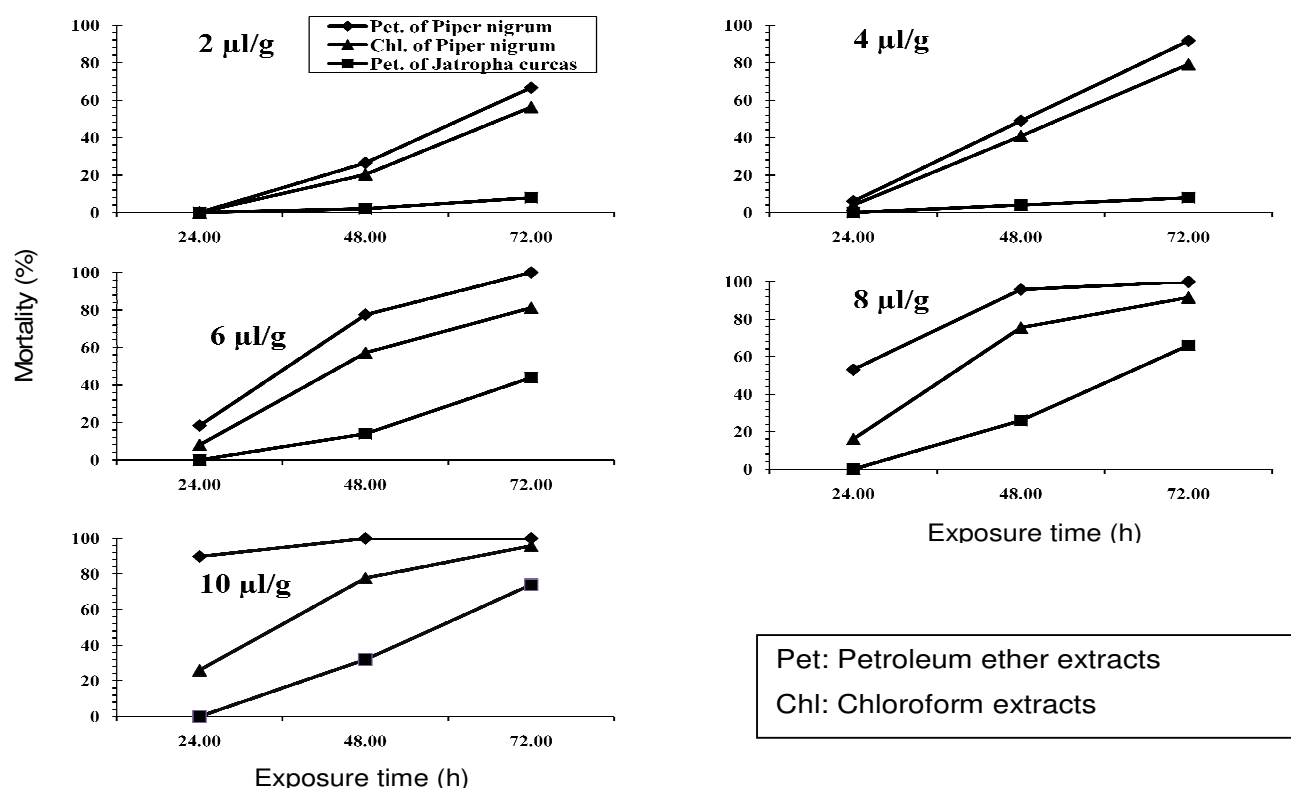 100
80
60
40
20
0
2 µl/g
Pet. of Piper nigrum
Chl. of Piper nigrum
Pet. of Jatropha curcas
24.00 48.00 72.00
100
80
60
40
20
0
4 µl/g
24.00 48.00 72.00
Mortality (%)
100
80
60
40
20
0
6 µl/g
24.00 48.00 72.00
100
80
60
40
20
0
8 µl/g
24.00 48.00 72.00
Exposure time (h)
100
80
60
40
20
0
10 µl/g
24.00 48.00 72.00
Exposure time (h)
Pet: Petroleum ether extracts
Chl: Chloroform extracts